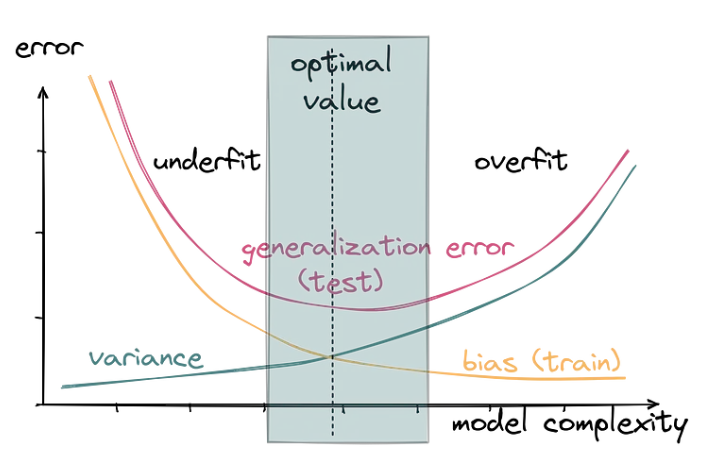 error
optimal
value
underfit
overfit
generalization error
(test)
variance
bias (train)
model complexity